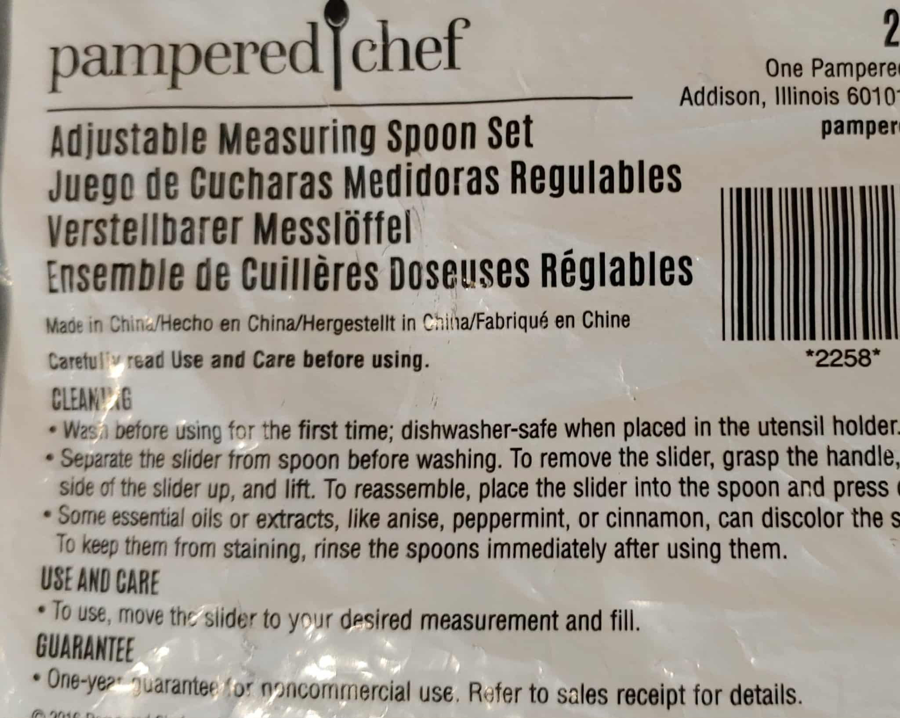 pampered chef
2
One Pampered
Addison, Illinois 6010
pamper
Adjustable Measuring Spoon Set
Juego de Cucharas Medidoras Regulables
Verstellbarer Messlöffel
Ensemble de Cuillères Doseuses Réglables
Made in China/Hecho en China/Hergestellt in China/Fabriqué en Chine
*2258*
Carefully read Use and Care before using.
CLEANING
• Wash before using for the first time; dishwasher-safe when placed in the utensil holder.
• Separate the slider from spoon before washing. To remove the slider, grasp the handle,
side of the slider up, and lift. To reassemble, place the slider into the spoon and press
• Some essential oils or extracts, like anise, peppermint, or cinnamon, can discolor the s
To keep them from staining, rinse the spoons immediately after using them.
USE AND CARE
• To use, move the slider to your desired measurement and fill.
GUARANTEE
• One-year guarantee for noncommercial use. Refer to sales receipt for details.